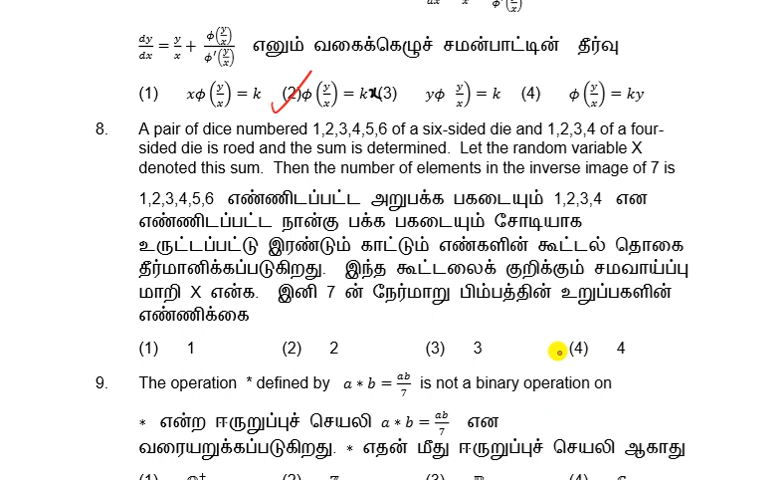 dy/dx = y/x + ϕ(y/x)/ϕ′(y/x) எனும் வகைக்கெழுச் சமன்பாட்டின் தீர்வு
(1) xϕ (y/x) = k (2) ϕ (y/x) = kx (3) yϕ (y/x) = k (4) ϕ (y/x) = ky
8. A pair of dice numbered 1,2,3,4,5,6 of a six-sided die and 1,2,3,4 of a four-
sided die is roed and the sum is determined. Let the random variable X
denoted this sum. Then the number of elements in the inverse image of 7 is
1,2,3,4,5,6 எண்ணிடப்பட்ட அறுபக்க பகடையும் 1,2,3,4 என
எண்ணிடப்பட்ட நான்கு பக்க பகடையும் சோடியாக
உருட்டப்பட்டு இரண்டும் காட்டும் எண்களின் கூட்டல் தொகை
தீர்மானிக்கப்படுகிறது. இந்த கூட்டலைக் குறிக்கும் சமவாய்ப்பு
மாறி X என்க. இனி 7 ன் நேர்மாறு பிம்பத்தின் உறுப்புகளின்
எண்ணிக்கை
(1) 1 (2) 2 (3) 3 (4) 4
9. The operation * defined by a * b = ab/7 is not a binary operation on
* என்ற ஈருறுப்புச் செயலி a * b = ab/7 என
வரையறுக்கப்படுகிறது. * எதன் மீது ஈருறுப்புச் செயலி ஆகாது